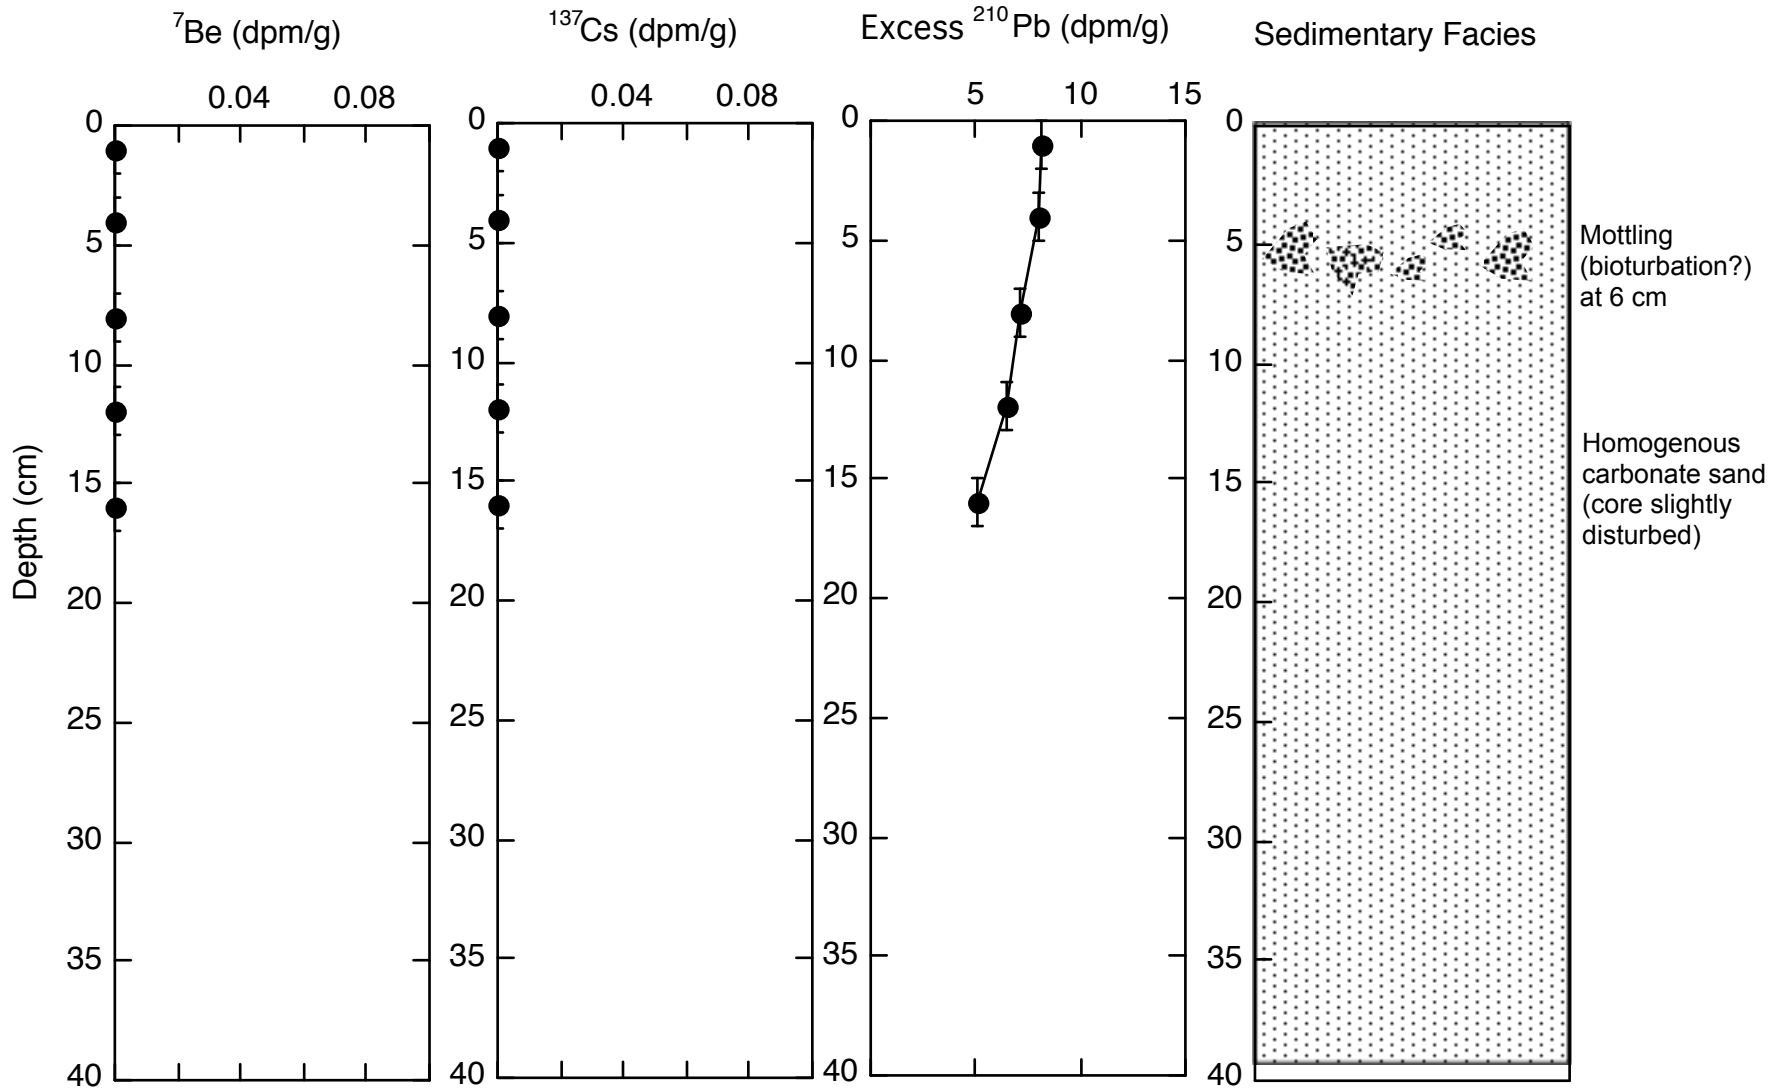 7Be (dpm/g)
0.04 0.08
0
5
10
15
20
25
30
35
40
Depth (cm)
137Cs (dpm/g)
0.04 0.08
0
5
10
15
20
25
30
35
40
Excess 210Pb (dpm/g)
5 10 15
0
5
10
15
20
25
30
35
40
Sedimentary Facies
0
5
10
15
20
25
30
35
40
Mottling
(bioturbation?)
at 6 cm
Homogenous
carbonate sand
(core slightly
disturbed)